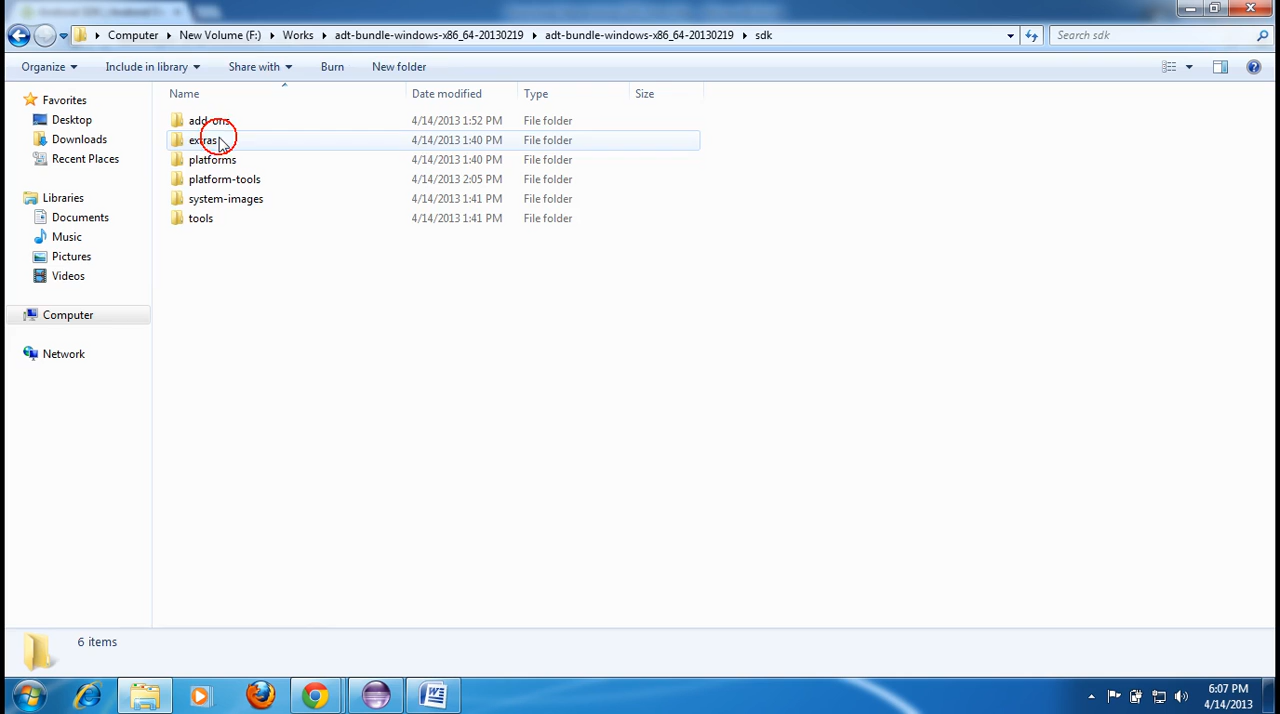 Computer New Volume (F:) Works adt-bundle-windows-x86_64-20130219 adt-bundle-windows-x86_64-20130219 sdk Search sdk
Organize Include in library Share with Burn New folder
Name Date modified Type Size
Favorites
Desktop
Downloads
Recent Places
Libraries
Documents
Music
Pictures
Videos
Computer
Network
add-ons 4/14/2013 1:52 PM File folder
extras 4/14/2013 1:40 PM File folder
platforms 4/14/2013 1:40 PM File folder
platform-tools 4/14/2013 2:05 PM File folder
system-images 4/14/2013 1:41 PM File folder
tools 4/14/2013 1:41 PM File folder
6 items
6:07 PM
4/14/2013